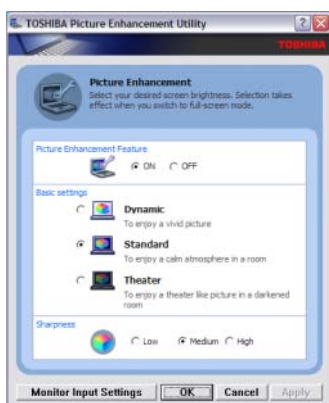 TOSHIBA Picture Enhancement Utility
TOSHIBA
Picture Enhancement
Select your desired screen brightness. Selection takes
effect when you switch to full-screen mode.
Picture Enhancement Feature
ON OFF
Basic settings
Dynamic
To enjoy a vivid picture
Standard
To enjoy a calm atmosphere in a room
Theater
To enjoy a theater like picture in a darkened
room
Sharpness
Low Medium High
Monitor Input Settings OK Cancel Apply